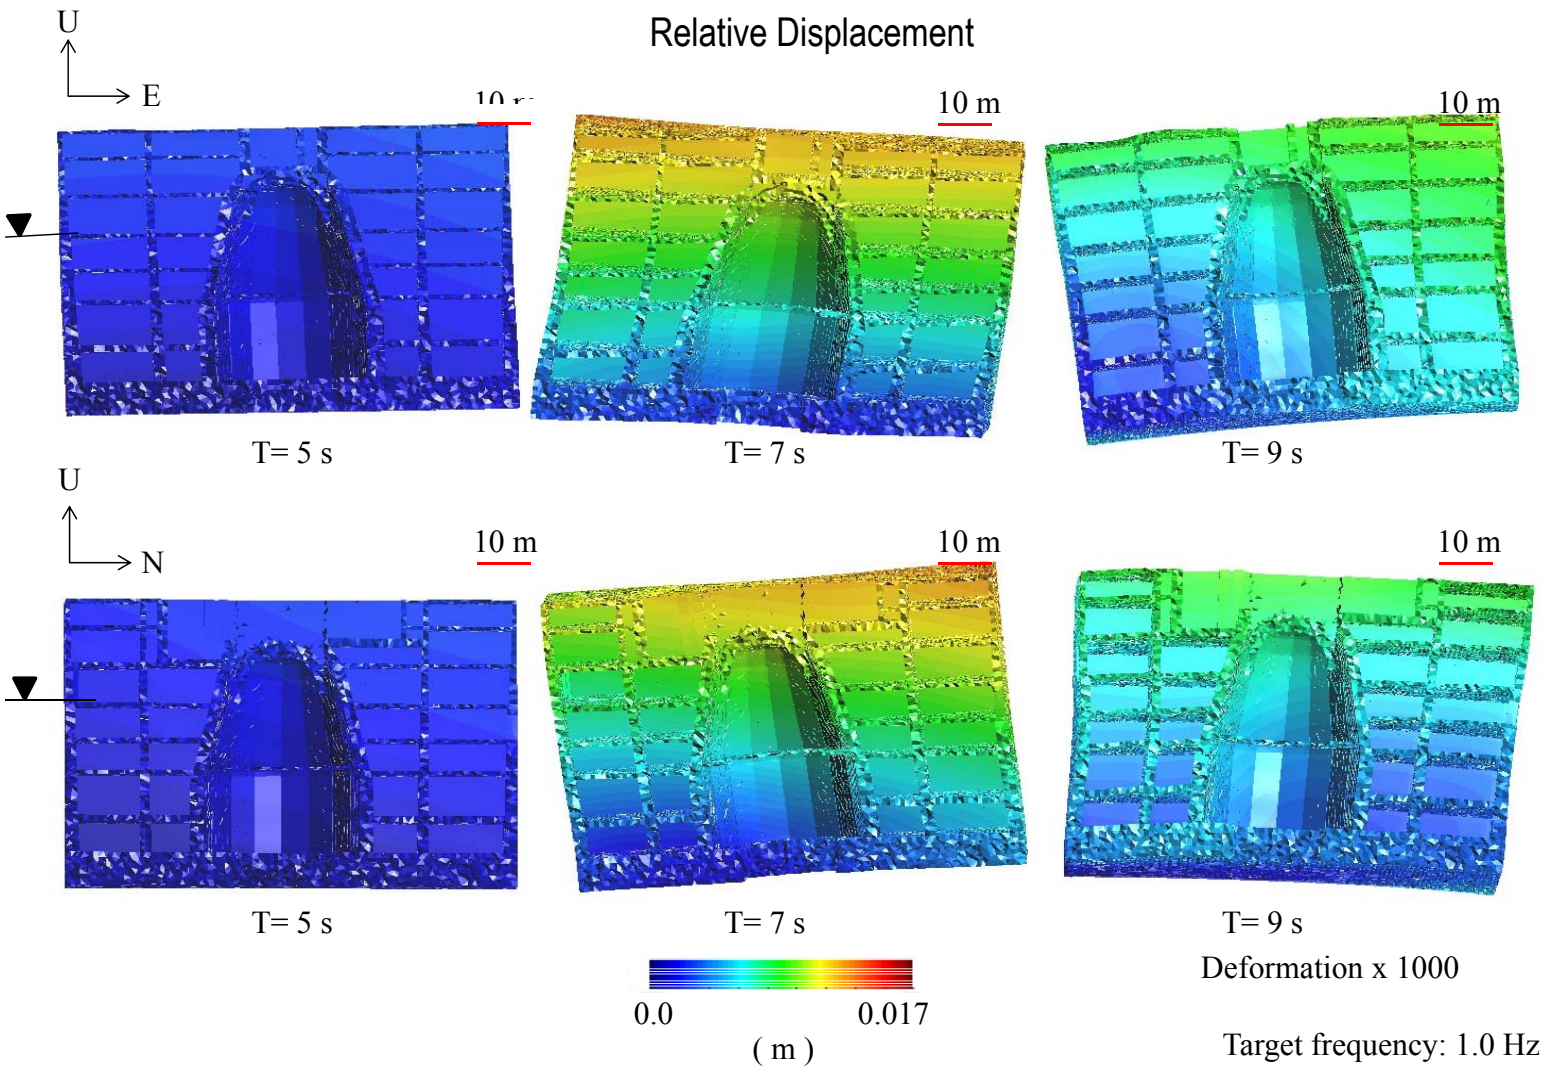 Relative Displacement
U
E
10
10 m
10 m
T= 5 s
T= 7 s
T= 9 s
U
N
10 m
10 m
10 m
T= 5 s
T= 7 s
T= 9 s
0.0
0.017
( m )
Deformation x 1000
Target frequency: 1.0 Hz